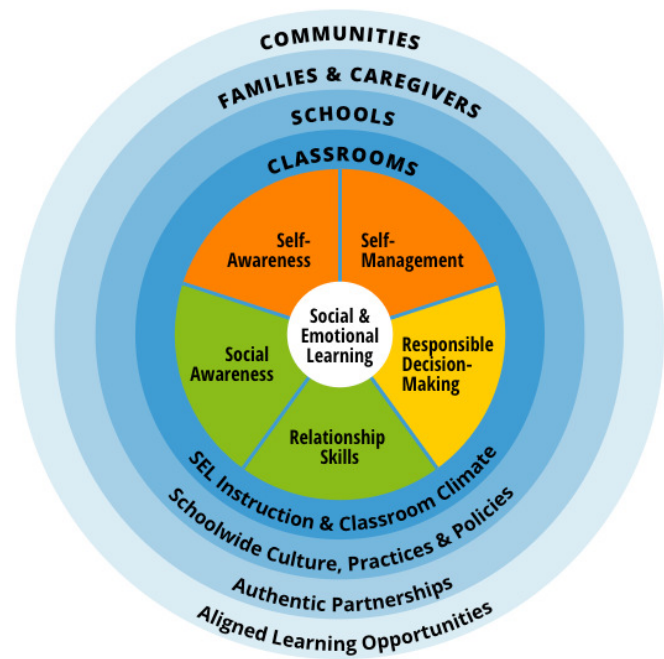 COMMUNITIES
FAMILIES & CAREGIVERS
SCHOOLS
CLASSROOMS
Self-
Awareness
Self-
Management
Social &
Emotional
Learning
Social
Awareness
Responsible
Decision-
Making
Relationship
Skills
SEL Instruction & Classroom Climate
Schoolwide Culture, Practices & Policies
Authentic Partnerships
Aligned Learning Opportunities